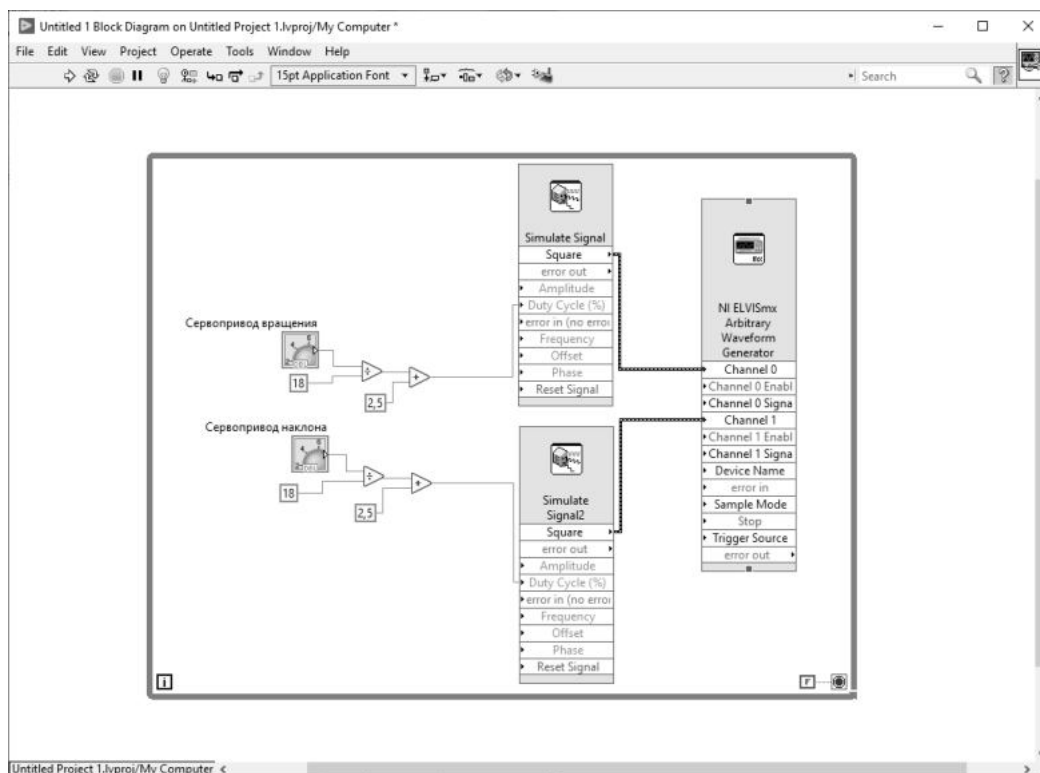 Untitled 1 Block Diagram on Untitled Project 1.lvproj/My Computer *
File Edit View Project Operate Tools Window Help
15pt Application Font
Search
Simulate Signal
Square
error out
Amplitude
Duty Cycle (%)
error in (no erro
Frequency
Offset
Phase
Reset Signal
NI ELVISmx
Arbitrary
Waveform
Generator
Channel 0
Channel 0 Enabl
Channel 0 Signa
Channel 1
Channel 1 Enabl
Channel 1 Signa
Device Name
error in
Sample Mode
Stop
Trigger Source
error out
Сервопривод вращения
18
2,5
Сервопривод наклона
18
2,5
Simulate
Signal2
Square
error out
Amplitude
Duty Cycle (%)
error in (no erro
Frequency
Offset
Phase
Reset Signal
i
F
Untitled Project 1.lvproj/My Computer